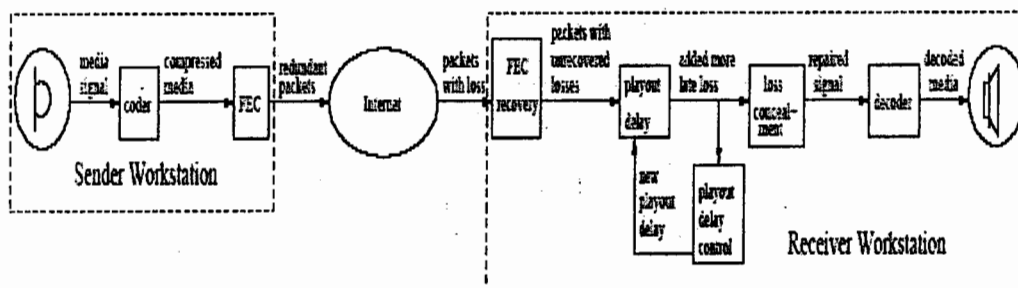 media
signal
coder
compressed
media
FEC
redundant
packets
Internet
packets
with loss
FEC
recovery
packets with
unrecovered
losses
playout
delay
added more
late loss
loss
conceal-
ment
repaired
signal
decoder
decoded
media
new
playout
delay
playout
delay
control
Sender Workstation
Receiver Workstation